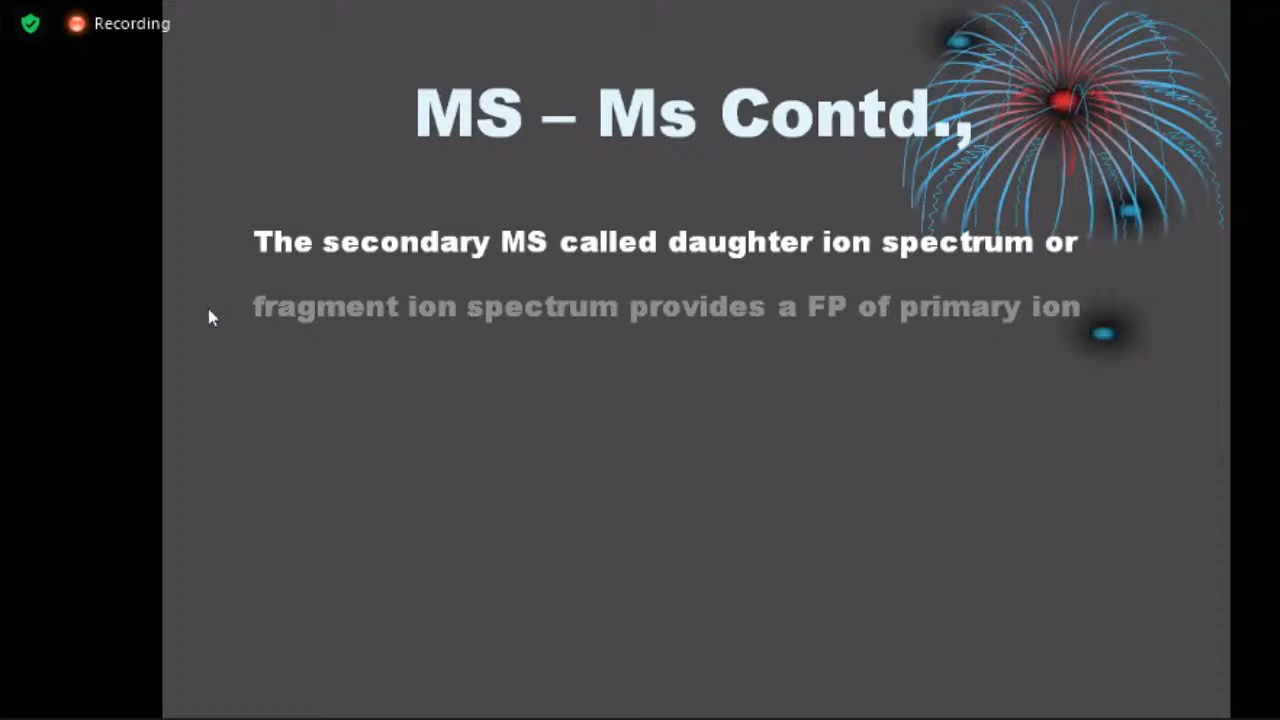 Recording
MS – Ms Contd.,
The secondary MS called daughter ion spectrum or
fragment ion spectrum provides a FP of primary ion